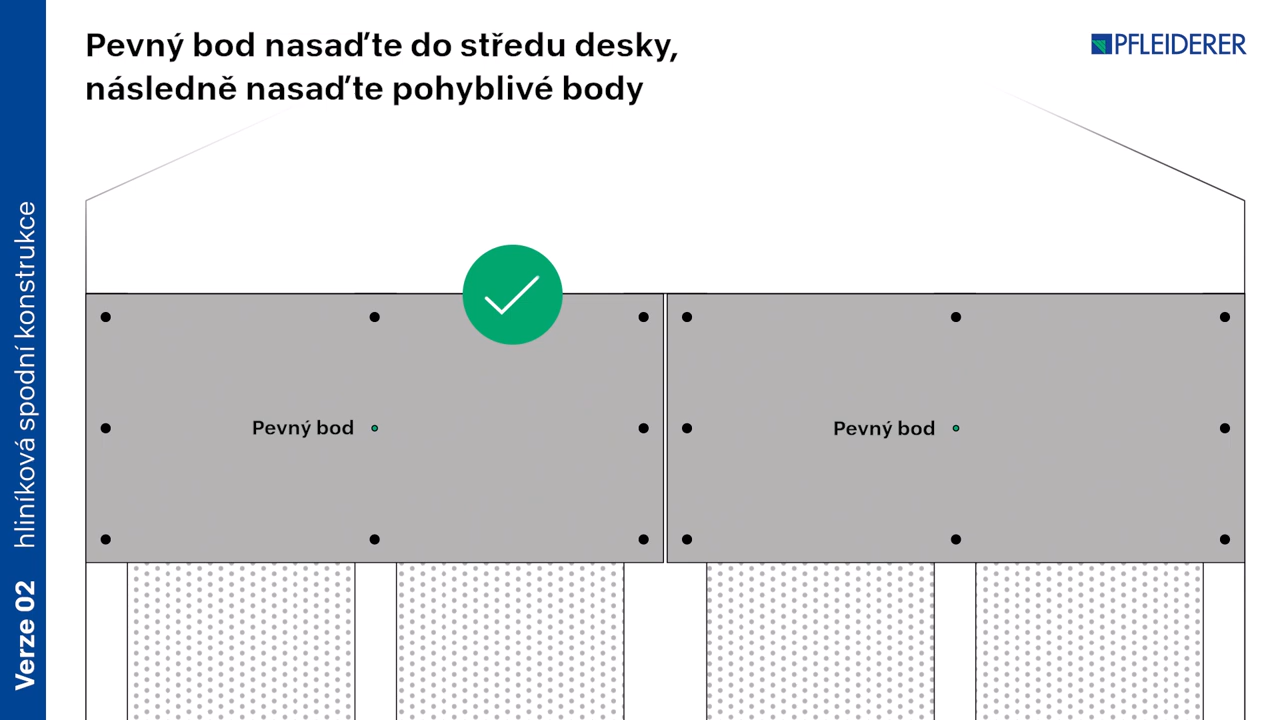 Pevný bod nasaďte do středu desky,
následně nasaďte pohyblivé body
PFLEIDERER
Pevný bod
Pevný bod
Verze 02 hliníková spodní konstrukce